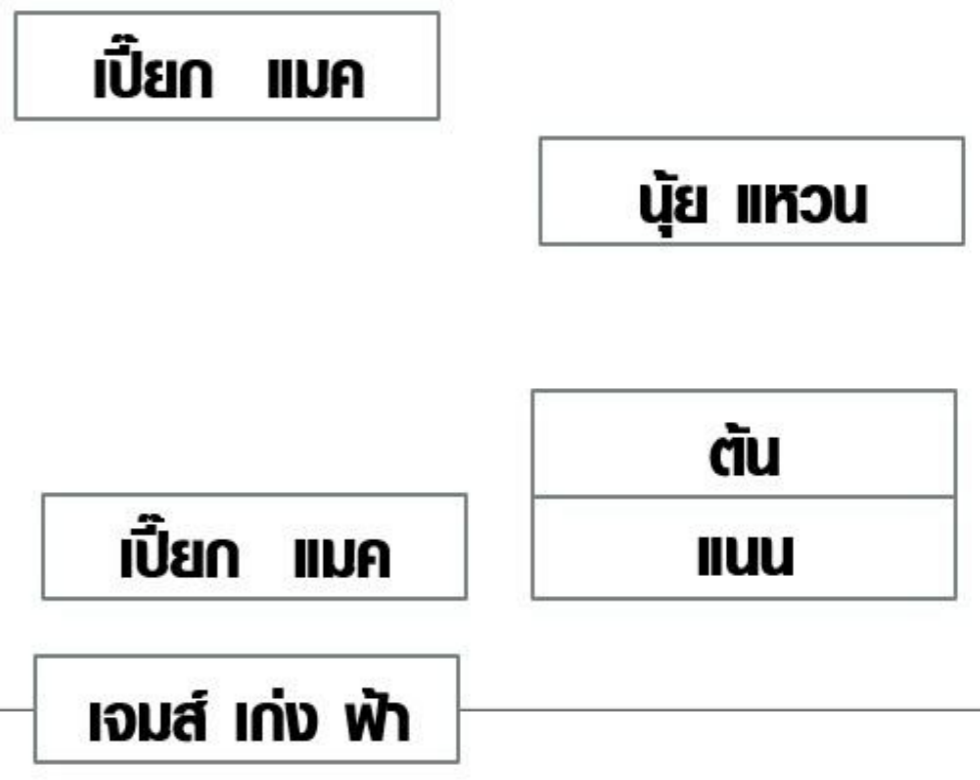 เปี๊ยก แมค
นุ้ย แหวน
ต้น
แนน
เปี๊ยก แมค
เจมส์ เก่ง ฟ้า